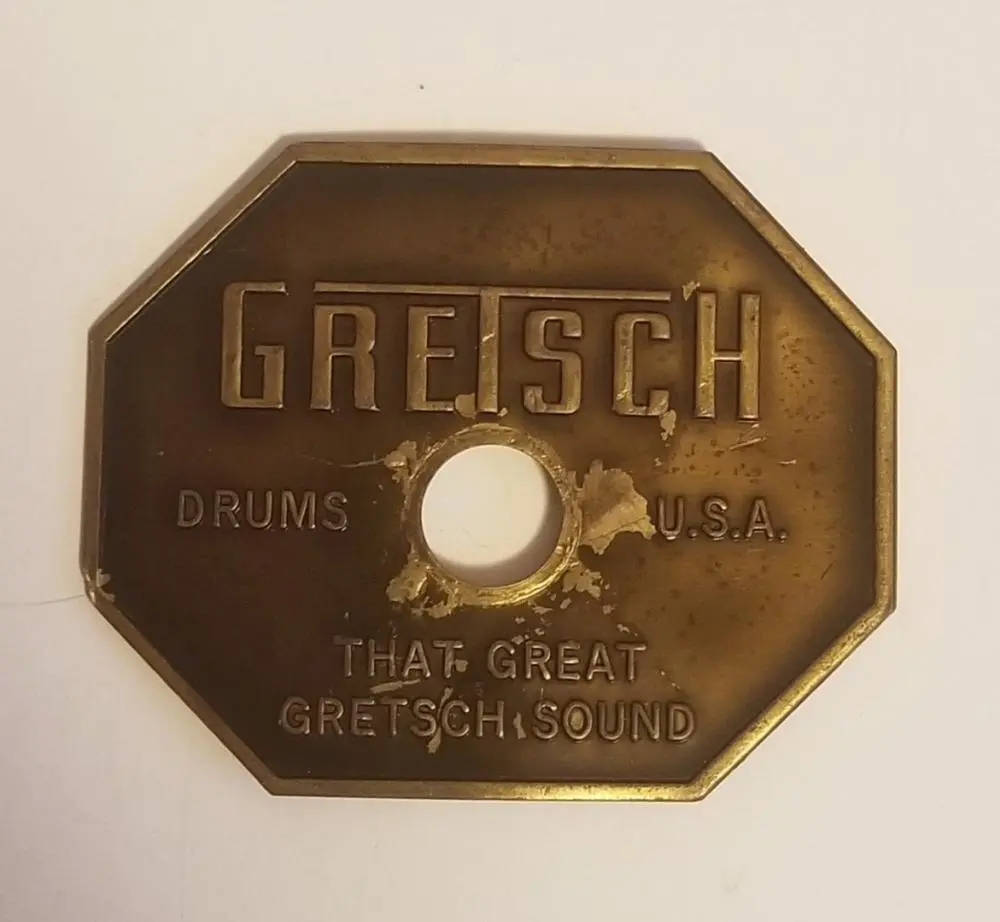 GRETSCH
DRUMS U.S.A.
THAT GREAT
GRETSCH SOUND